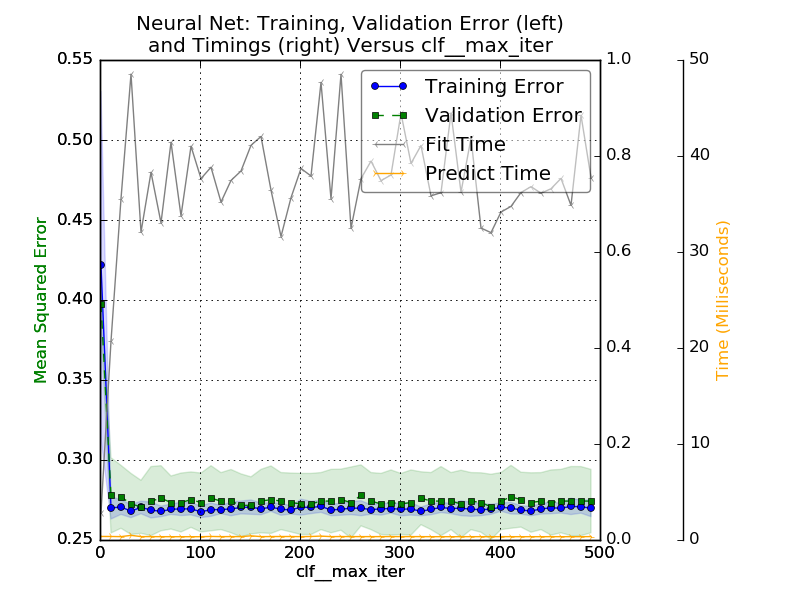 Neural Net: Training, Validation Error (left)
and Timings (right) Versus clf__max_iter
Training Error
Validation Error
Fit Time
Predict Time
Mean Squared Error
0.55
0.50
0.45
0.40
0.35
0.30
0.25
0
100
200
300
400
500
clf__max_iter
1.0
0.8
0.6
0.4
0.2
0.0
50
40
30
20
10
0
Time (Milliseconds)